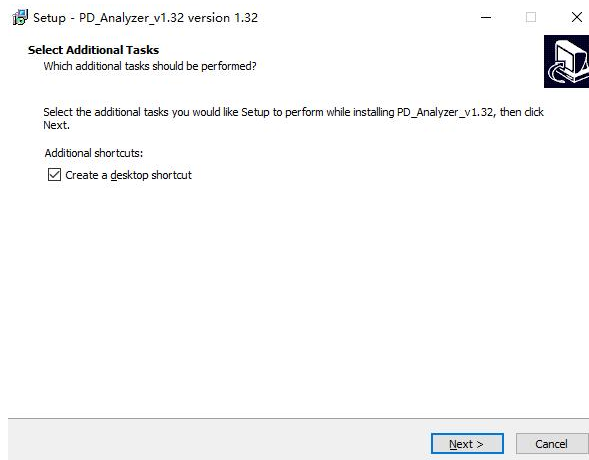 Setup - PD_Analyzer_v1.32 version 1.32
Select Additional Tasks
Which additional tasks should be performed?
Select the additional tasks you would like Setup to perform while installing PD_Analyzer_v1.32, then click
Next.
Additional shortcuts:
Create a desktop shortcut
Next >
Cancel